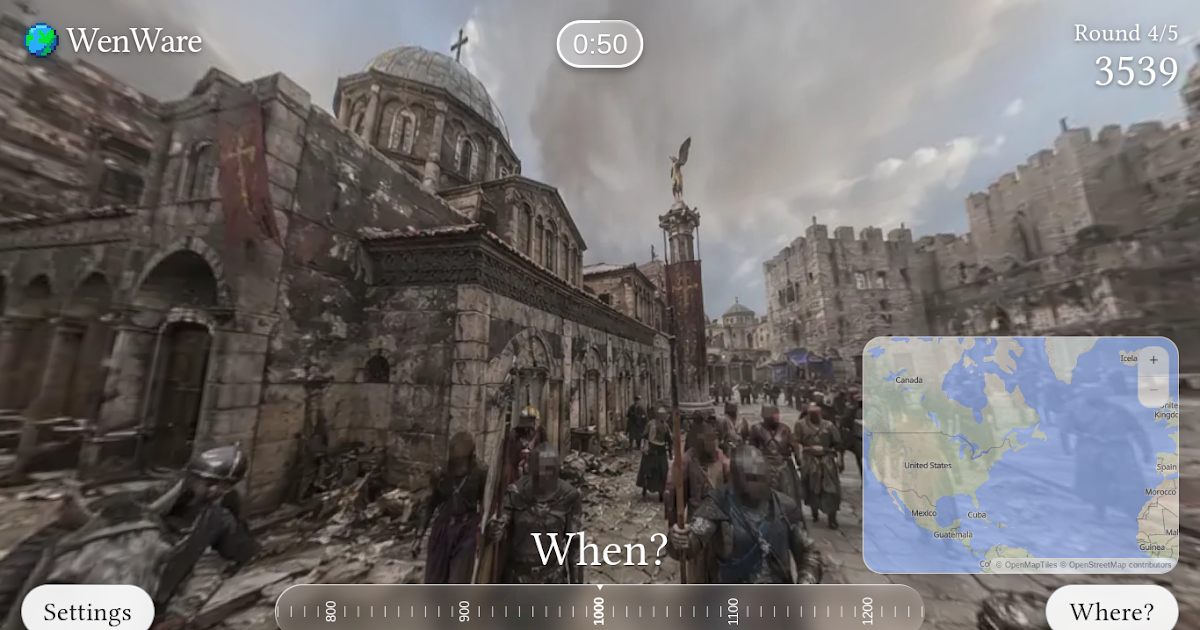 WenWare
0:50
Round 4/5
3539
Canada
United States
Mexico
Cuba
Guatemala
Spain
Morocco
Guinea
+
© OpenMapTiles © OpenStreetMap contributors
When?
Settings
800
900
1000
1100
1200
Where?